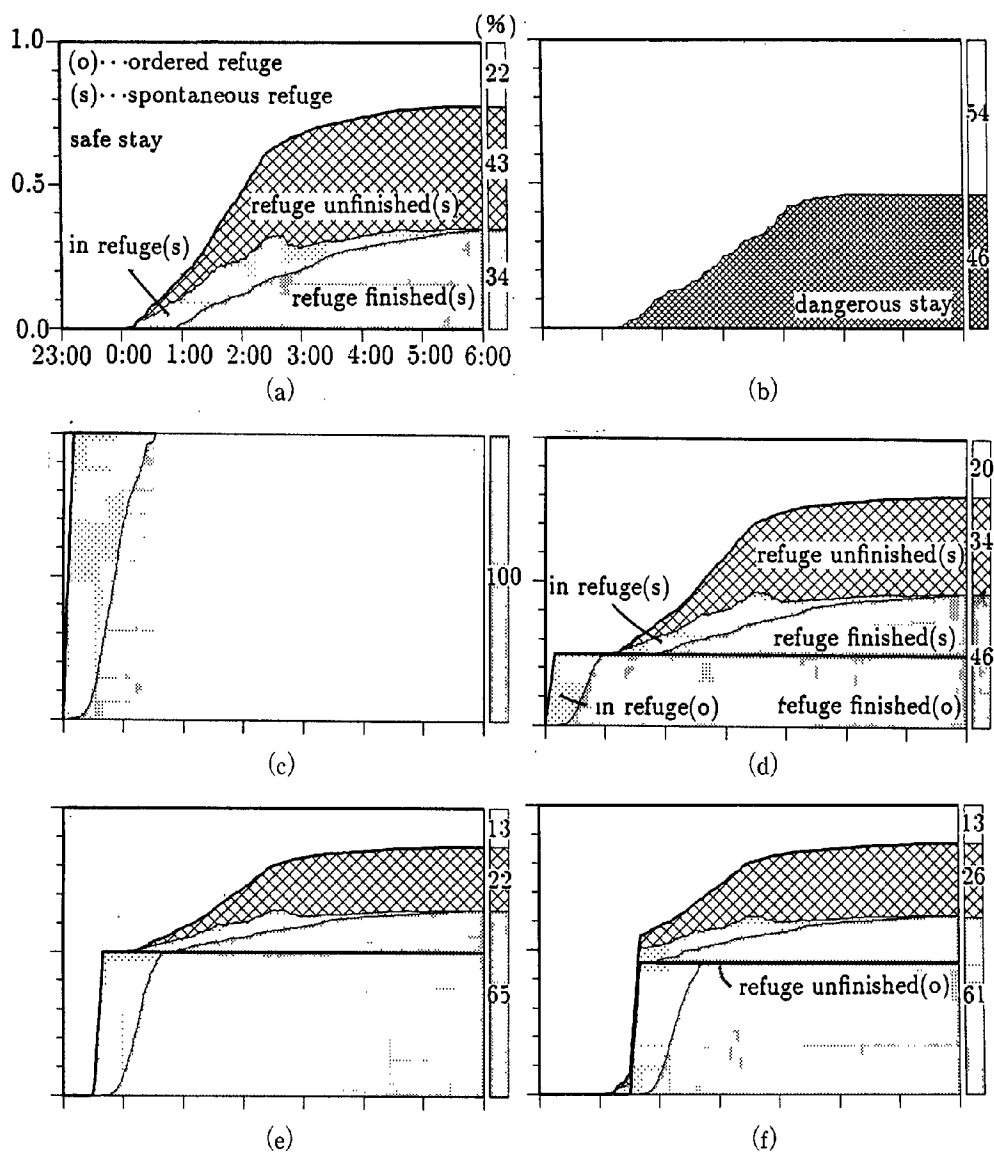 (%)
1.0
(o)···ordered refuge
22
(s)···spontaneous refuge
safe stay
43
0.5
refuge unfinished(s)
in refuge(s)
34
refuge finished(s)
0.0
23:00 0:00 1:00 2:00 3:00 4:00 5:00 6:00
(a)
54
46
dangerous stay
(b)
100
(c)
20
34
refuge unfinished(s)
in refuge(s)
refuge finished(s)
46
in refuge(o)
refuge finished(o)
(d)
13
22
65
(e)
13
26
refuge unfinished(o)
61
(f)